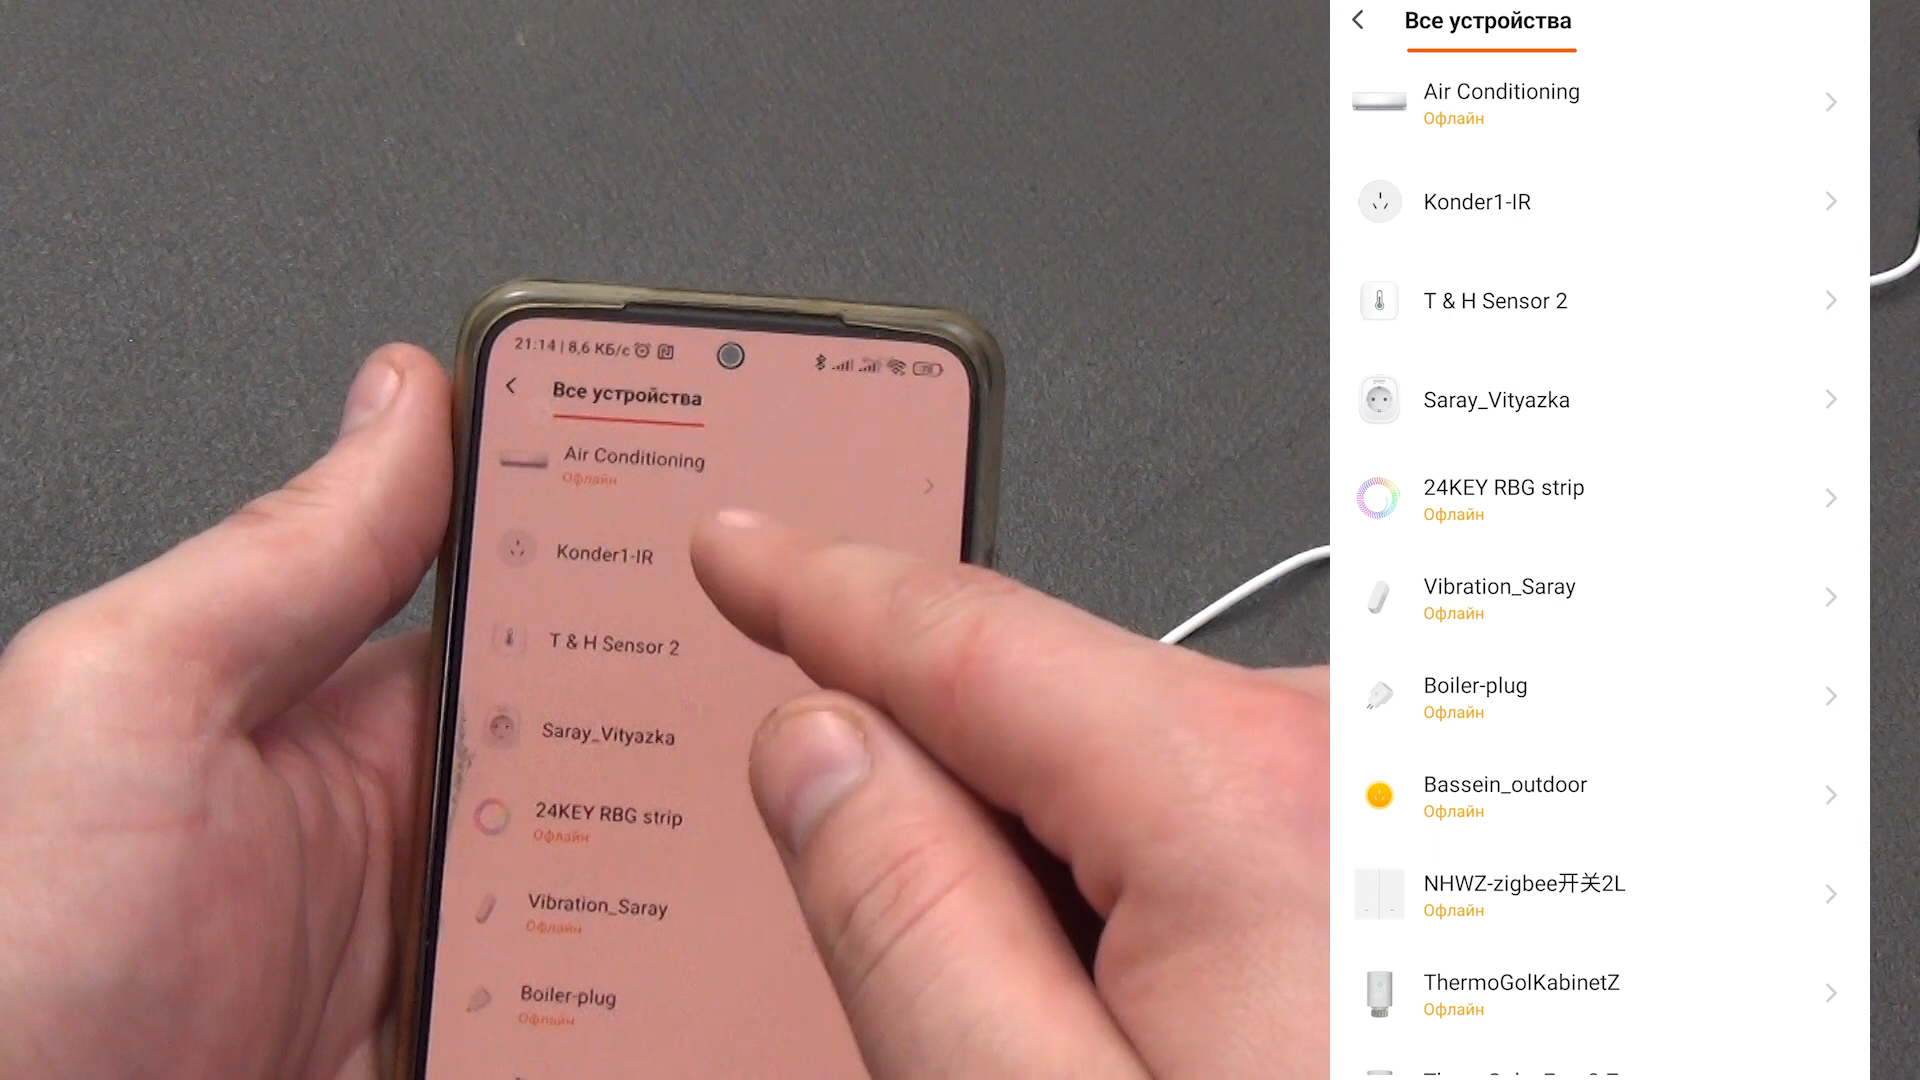 21:14 | 8,6 КБ/с
Все устройства
Air Conditioning
Офлайн
Konder1-IR
T & H Sensor 2
Saray_Vityazka
24KEY RBG strip
Офлайн
Vibration_Saray
Офлайн
Boiler-plug
Офлайн
Все устройства
Air Conditioning
Офлайн
Konder1-IR
T & H Sensor 2
Saray_Vityazka
24KEY RBG strip
Офлайн
Vibration_Saray
Офлайн
Boiler-plug
Офлайн
Bassein_outdoor
Офлайн
NHWZ-zigbee开关2L
Офлайн
ThermoGolKabinetZ
Офлайн